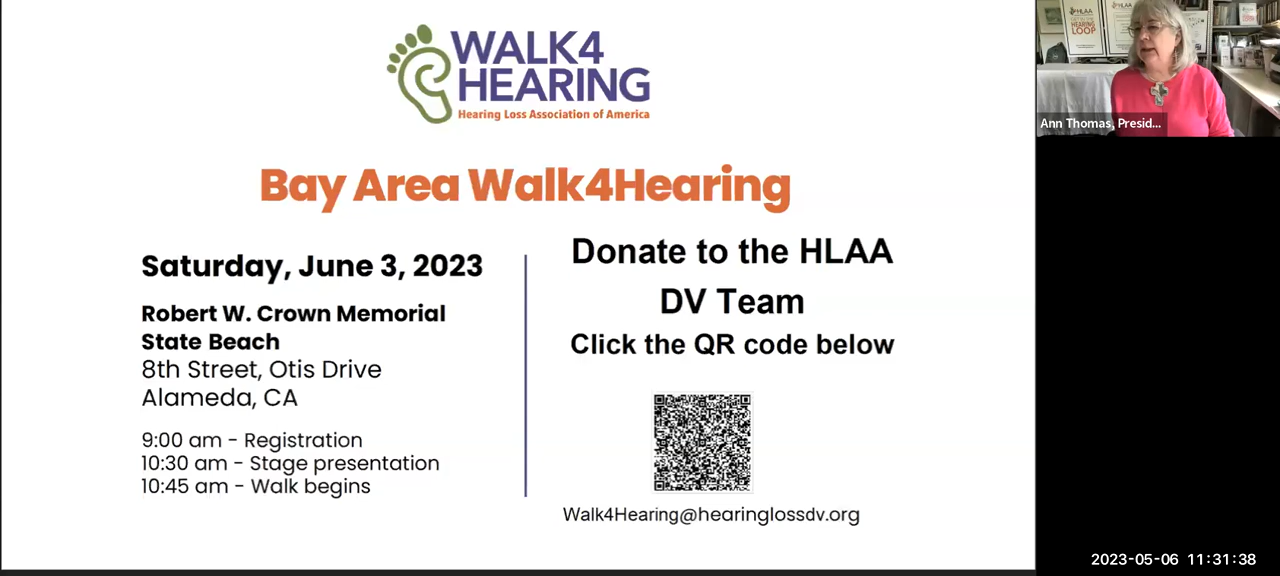 WALK4
HEARING
Hearing Loss Association of America
Bay Area Walk4Hearing
Saturday, June 3, 2023
Robert W. Crown Memorial
State Beach
8th Street, Otis Drive
Alameda, CA
9:00 am - Registration
10:30 am - Stage presentation
10:45 am - Walk begins
Donate to the HLAA
DV Team
Click the QR code below
Walk4Hearing@hearinglossdv.org
HLAA
HEARING
LOOP
Ann Thomas, Presid...
2023-05-06 11:31:38